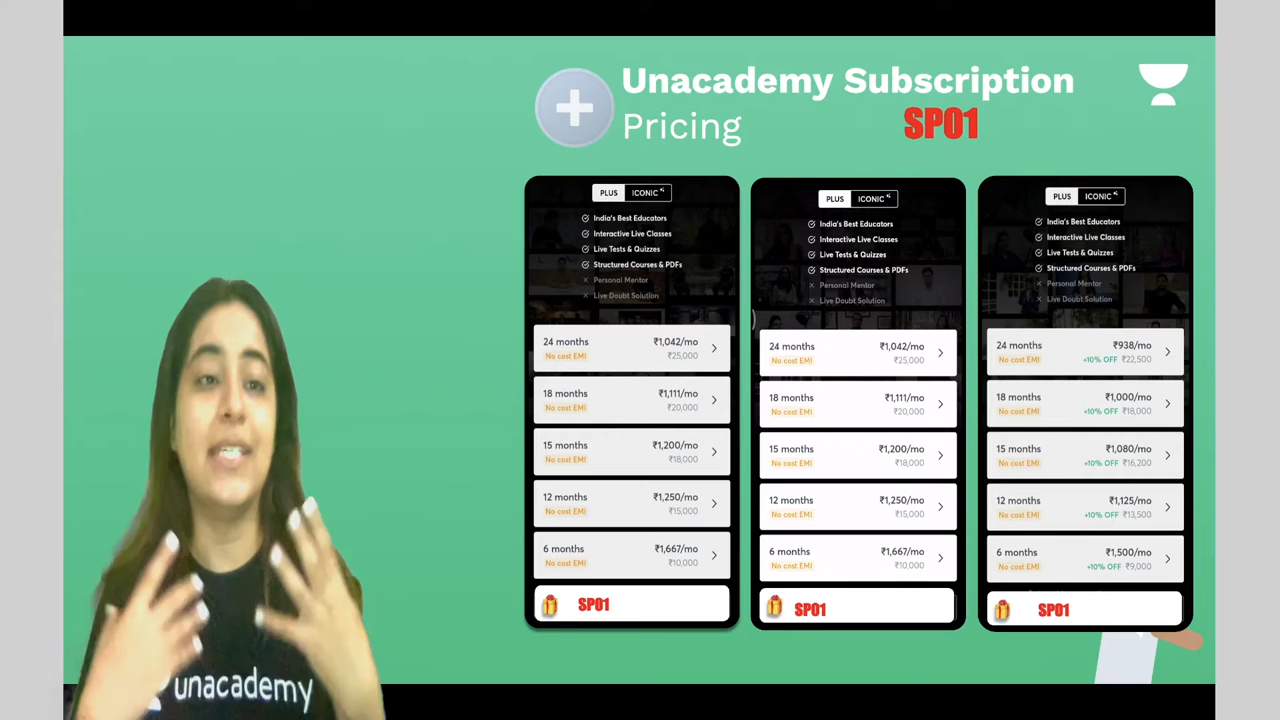 Unacademy Subscription
Pricing
SP01
PLUS ICONIC
India's Best Educators
Interactive Live Classes
Live Tests & Quizzes
Structured Courses & PDFs
Personal Mentor
Live Doubt Solution
24 months ₹1,042/mo
No cost EMI ₹25,000
18 months ₹1,111/mo
No cost EMI ₹20,000
15 months ₹1,200/mo
No cost EMI ₹18,000
12 months ₹1,250/mo
No cost EMI ₹15,000
6 months ₹1,667/mo
No cost EMI ₹10,000
SP01
PLUS ICONIC
India's Best Educators
Interactive Live Classes
Live Tests & Quizzes
Structured Courses & PDFs
Personal Mentor
Live Doubt Solution
24 months ₹1,042/mo
No cost EMI ₹25,000
18 months ₹1,111/mo
No cost EMI ₹20,000
15 months ₹1,200/mo
No cost EMI ₹18,000
12 months ₹1,250/mo
No cost EMI ₹15,000
6 months ₹1,667/mo
No cost EMI ₹10,000
SP01
PLUS ICONIC
India's Best Educators
Interactive Live Classes
Live Tests & Quizzes
Structured Courses & PDFs
Personal Mentor
Live Doubt Solution
24 months ₹938/mo
No cost EMI +10% OFF ₹22,500
18 months ₹1,000/mo
No cost EMI +10% OFF ₹18,000
15 months ₹1,080/mo
No cost EMI +10% OFF ₹16,200
12 months ₹1,125/mo
No cost EMI +10% OFF ₹13,500
6 months ₹1,500/mo
No cost EMI +10% OFF ₹9,000
SP01
unacademy